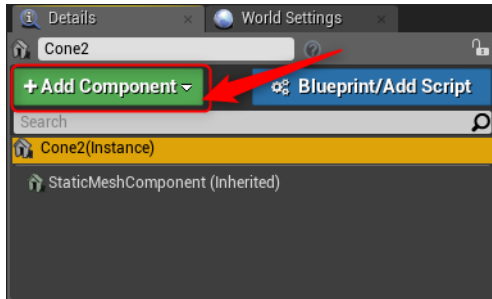 Details
World Settings
Cone2
+ Add Component
Blueprint/Add Script
Search
Cone2(Instance)
StaticMeshComponent (Inherited)